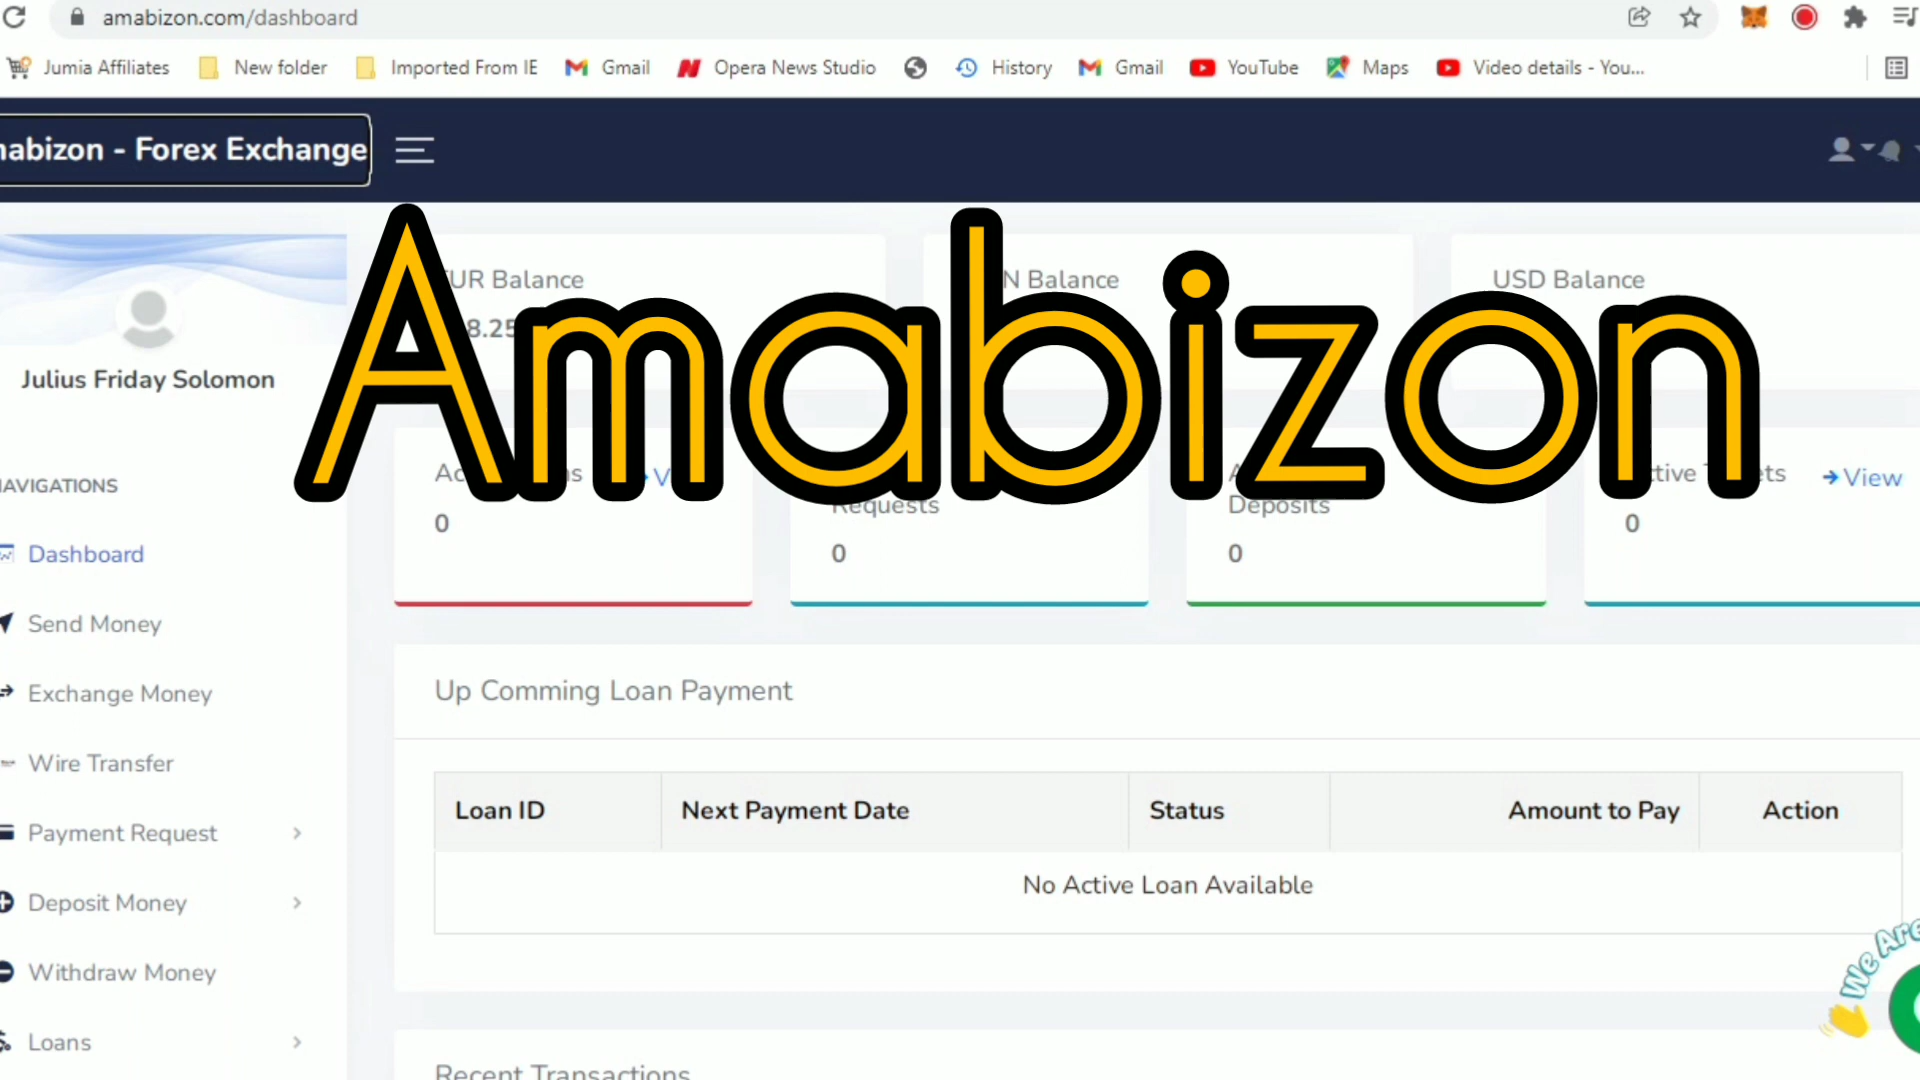 amabizon.com/dashboard
Jumia Affiliates New folder Imported From IE Gmail Opera News Studio History Gmail YouTube Maps Video details - You...
abizon - Forex Exchange
Amabizon
UR Balance N Balance USD Balance
8.25
Julius Friday Solomon
View
Requests
Deposits
0 0 0 0
NAVIGATIONS
Dashboard
Send Money
Exchange Money
Wire Transfer
Payment Request
Deposit Money
Withdraw Money
Loans
Up Comming Loan Payment
Loan ID Next Payment Date Status Amount to Pay Action
No Active Loan Available
We Are
Recent Transactions